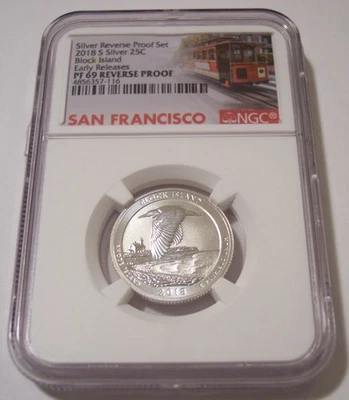 Silver Reverse Proof Set
2018 S Silver 25C
Block Island
Early Releases
PF 69 REVERSE PROOF
4856357-116
SAN FRANCISCO
NGC®
BLOCK ISLAND
2018